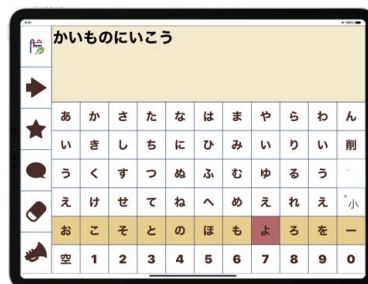 かいものにいこう
あ か さ た な は ま や ら わ ん
い き し ち に ひ み い り い 削
う く す つ ぬ ふ む ゆ る う
え け せ て ね へ め え れ え ゛小
お こ そ と の ほ も よ ろ を ー
空 1 2 3 4 5 6 7 8 9 0